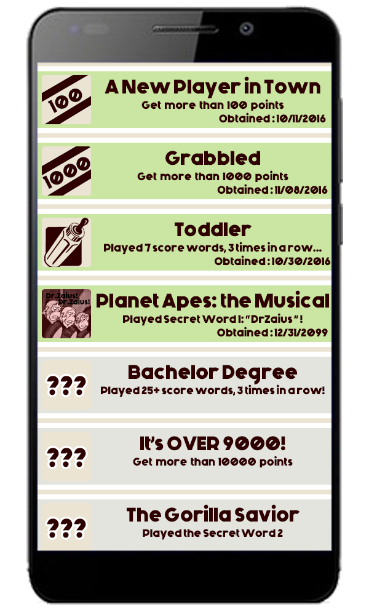 100
A New Player in Town
Get more than 100 points
Obtained : 10/11/2016
1000
Grabbled
Get more than 1000 points
Obtained : 11/08/2016
Toddler
Played 7 score words, 3 times in a row...
Obtained : 10/30/2016
Dr.Zaius!
Dr.Zaius!
Planet Apes: the Musical
Played Secret Word 1: "DrZaius "!
Obtained : 12/31/2099
???
Bachelor Degree
Played 25+ score words, 3 times in a row!
???
It's OVER 9000!
Get more than 10000 points
???
The Gorilla Savior
Played the Secret Word 2